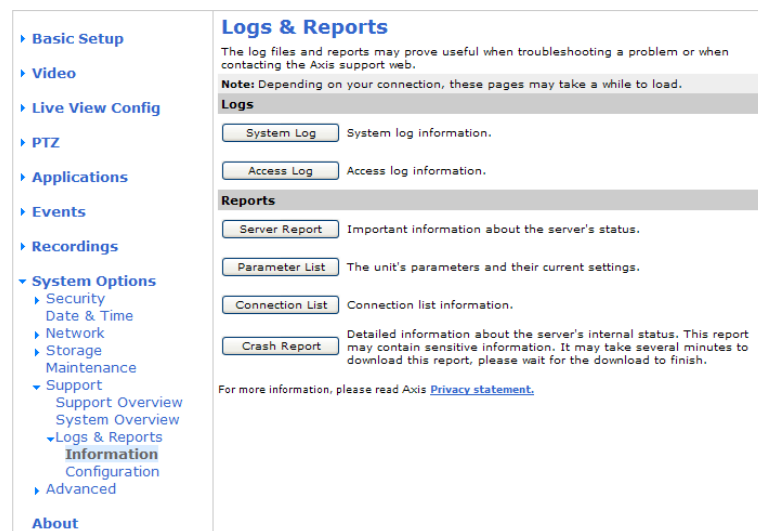 Basic Setup
Video
Live View Config
PTZ
Applications
Events
Recordings
System Options
Security
Date & Time
Network
Storage
Maintenance
Support
Support Overview
System Overview
Logs & Reports
Information
Configuration
Advanced
About
Logs & Reports
The log files and reports may prove useful when troubleshooting a problem or when
contacting the Axis support web.
Note: Depending on your connection, these pages may take a while to load.
Logs
System Log System log information.
Access Log Access log information.
Reports
Server Report Important information about the server's status.
Parameter List The unit's parameters and their current settings.
Connection List Connection list information.
Crash Report Detailed information about the server's internal status. This report
may contain sensitive information. It may take several minutes to
download this report, please wait for the download to finish.
For more information, please read Axis Privacy statement.